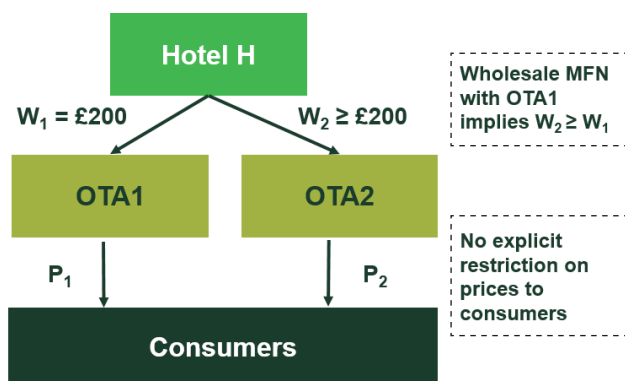 Hotel H
W₁ = £200
W₂ ≥ £200
Wholesale MFN
with OTA1
implies W₂ ≥ W₁
OTA1
OTA2
P₁
P₂
No explicit
restriction on
prices to
consumers
Consumers